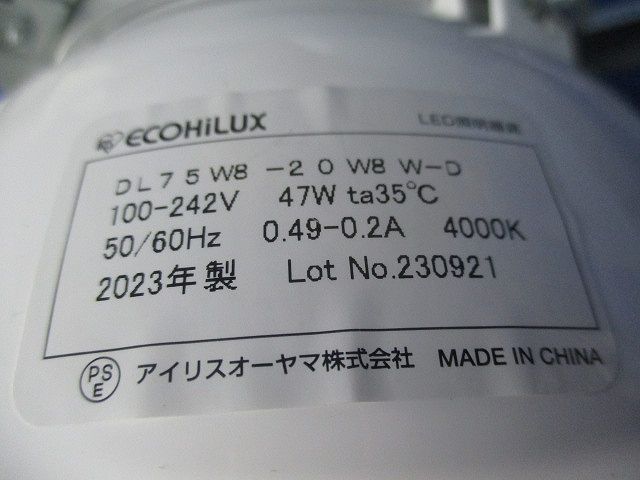 ECOHiLUX LED照明器具
DL75W8-20W8W-D
100-242V 47W ta35℃
50/60Hz 0.49-0.2A 4000K
2023年製 Lot No.230921
PSE アイリスオーヤマ株式会社 MADE IN CHINA